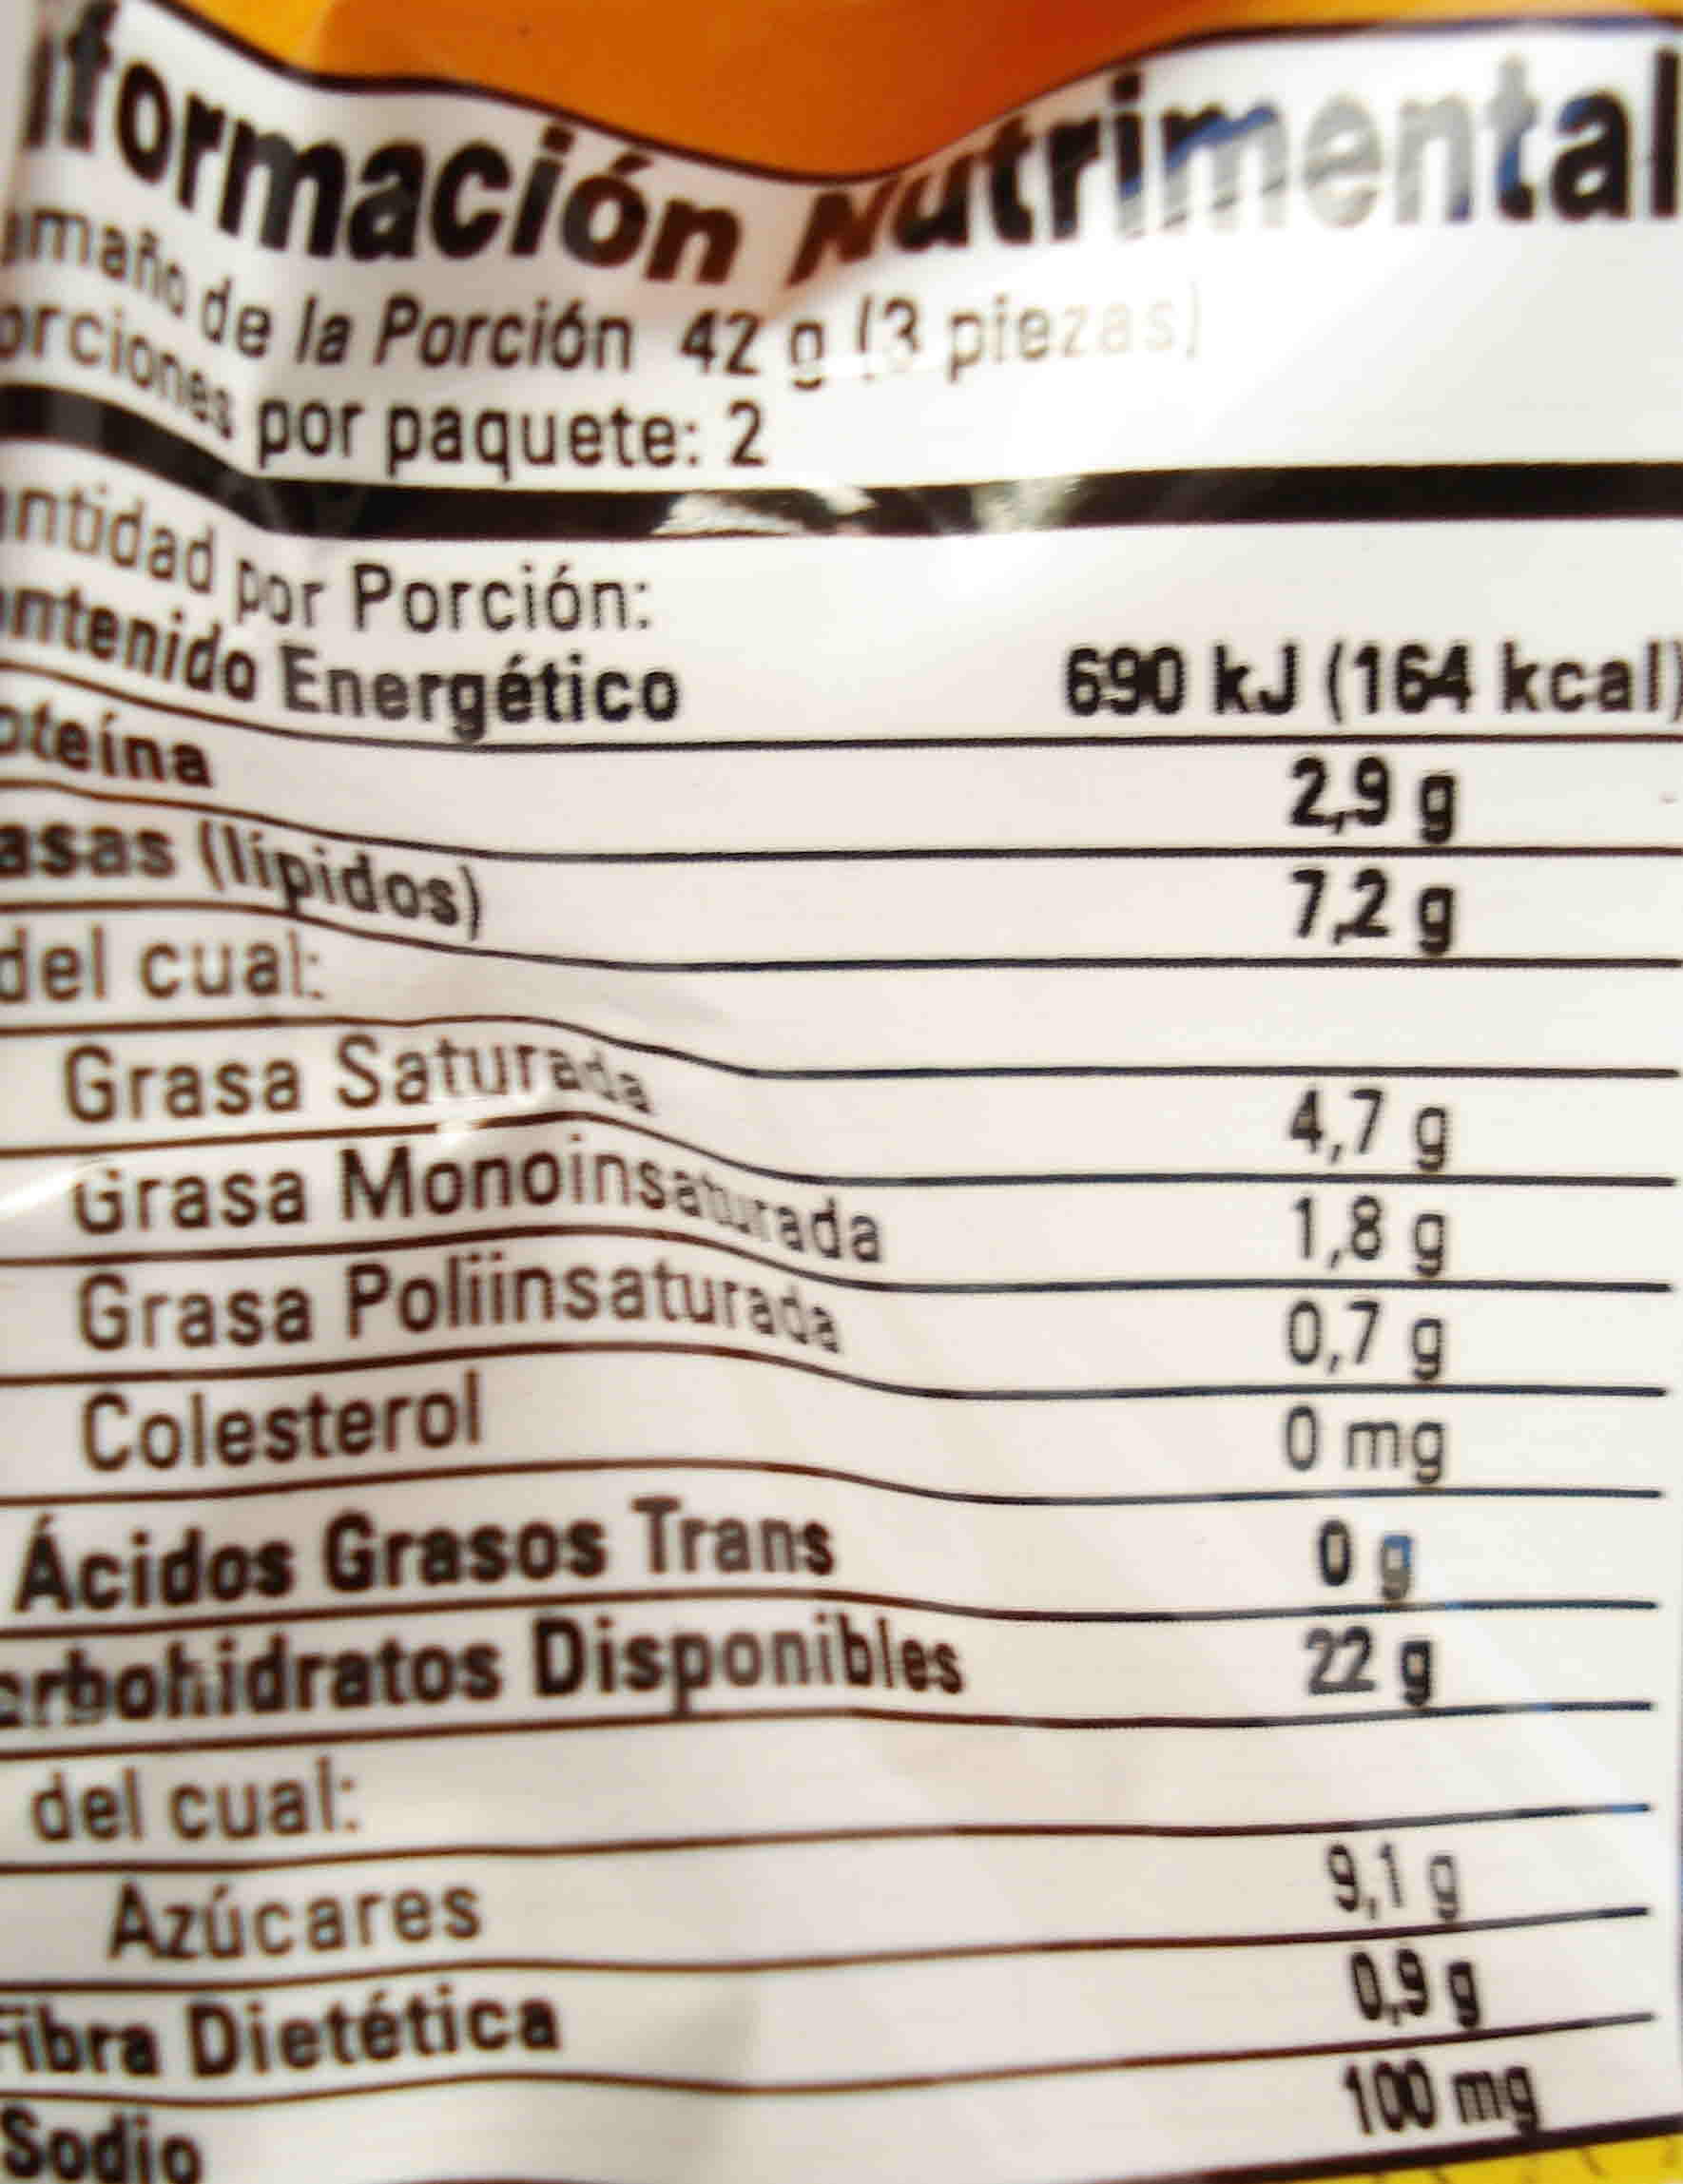 formación Nutrimental
amaño de la Porción 42 g (3 piezas)
orciones por paquete: 2
antidad por Porción:
ontenido Energético 690 kJ (164 kcal)
oteína 2,9 g
asas (lípidos) 7,2 g
del cual:
Grasa Saturada 4,7 g
Grasa Monoinsaturada 1,8 g
Grasa Poliinsaturada 0,7 g
Colesterol 0 mg
Ácidos Grasos Trans 0 g
arbohidratos Disponibles 22 g
del cual:
Azúcares 9,1 g
Fibra Dietética 0,9 g
Sodio 100 mg